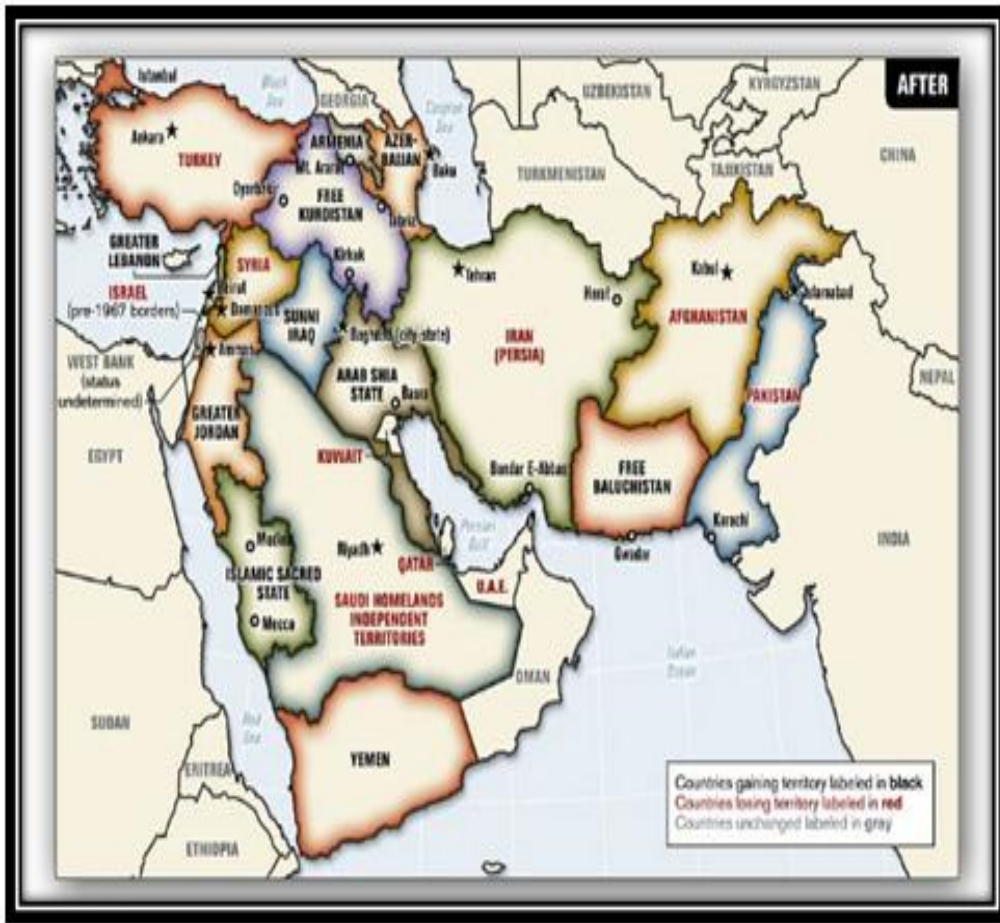 AFTER
Istanbul
Black
Sea
GEORGIA
Caspian
Sea
UZBEKISTAN
KYRGYZSTAN
Ankara
TURKEY
ARMENIA
AZER-
BAIJAN
Baku
Mt. Ararat
TURKMENISTAN
TAJIKISTAN
CHINA
Dyarbakir
FREE
KURDISTAN
Tabriz
GREATER
LEBANON
SYRIA
Kirkuk
Tehran
Herat
Kabul
Islamabad
ISRAEL
(pre-1967 borders)
Beirut
Damascus
SUNNI
IRAQ
Baghdad (city-state)
IRAN
(PERSIA)
AFGHANISTAN
WEST BANK
(status
undetermined)
Amman
ARAB SHIA
STATE
Basra
PAKISTAN
NEPAL
GREATER
JORDAN
EGYPT
KUWAIT
Bandar E-Abbas
FREE
BALUCHISTAN
Persian
Gulf
Karachi
Gwadar
INDIA
Medina
Riyadh
QATAR
U.A.E.
ISLAMIC SACRED
STATE
Mecca
SAUDI HOMELANDS
INDEPENDENT
TERRITORIES
OMAN
Indian
Ocean
SUDAN
Red
Sea
YEMEN
ERITREA
ETHIOPIA
Countries gaining territory labeled in black
Countries losing territory labeled in red
Countries unchanged labeled in gray